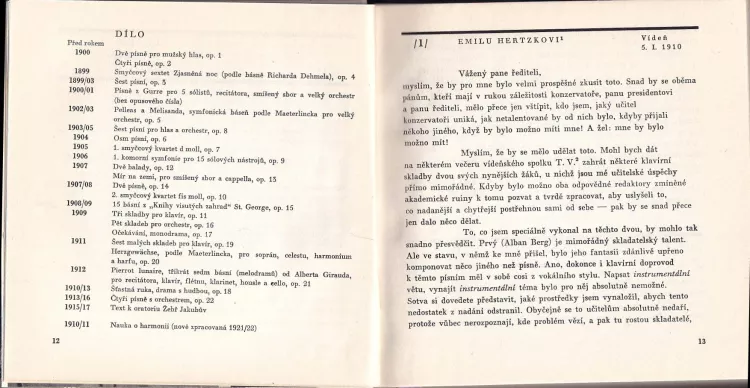 DÍLO
Před rokem
1900 Dvě písně pro mužský hlas, op. 1
Čtyři písně, op. 2
1899 Smyčcový sextet Zjasněná noc (podle básně Richarda Dehmela), op. 4
1899/03 Šest písní, op. 3
1900/01 Písně z Gurre pro 5 sólistů, recitátora, smíšený sbor a velký orchestr
(bez opusového čísla)
1902/03 Pelleas a Melisanda, symfonická báseň podle Maeterlincka pro velký
orchestr, op. 5
1903/05 Šest písní pro hlas a orchestr, op. 8
1904 Osm písní, op. 6
1905 1. smyčcový kvartet d moll, op. 7
1906 1. komorní symfonie pro 15 sólových nástrojů, op. 9
1907 Dvě balady, op. 12
Mír na zemi, pro smíšený sbor a cappella, op. 13
1907/08 Dvě písně, op. 14
2. smyčcový kvartet fis moll, op. 10
1908/09 15 básní z „Knihy visutých zahrad“ St. George, op. 15
1909 Tři skladby pro klavír, op. 11
Pět skladeb pro orchestr, op. 16
Očekávání, monodrama, op. 17
1911 Šest malých skladeb pro klavír, op. 19
Herzgewächse, podle Maeterlincka, pro soprán, celestu, harmonium
a harfu, op. 20
1912 Pierrot lunaire, třikrát sedm básní (melodramů) od Alberta Girauda,
pro recitátora, klavír, flétnu, klarinet, housle a cello, op. 21
1910/13 Šťastná ruka, drama s hudbou, op. 18
1913/16 Čtyři písně s orchestrem, op. 22
1915/17 Text k oratoriu Žebř Jakubův
1910/11 Nauka o harmonii (nově zpracovaná 1921/22)
12
/1/ EMILU HERTZKOVI¹ Vídeň
5. I. 1910
Vážený pane řediteli,
myslím, že by pro mne bylo velmi prospěšné zkusit toto. Snad by se oběma
pánům, kteří mají v rukou záležitosti konzervatoře, panu presidentovi
a panu řediteli, mělo přece jen vštípit, kdo jsem, jaký učitel
konzervatoři uniká, jak netalentované by od nich bylo, kdyby přijali
někoho jiného, když by bylo možno míti mne! A žel: mne by bylo
možno mít!
Myslím, že by se mělo udělat toto. Mohl bych dát
na některém večeru vídeňského spolku T. V.² zahrát některé klavírní
skladby dvou svých nynějších žáků, u nichž jsou mé učitelské úspěchy
přímo mimořádné. Kdyby bylo možno oba odpovědné redaktory zmíněné
akademické ruiny k tomu pozvat a tvrdě zpracovat, aby uslyšeli to,
co nadanější a chytřejší postřehnou sami od sebe — pak by se snad přece
jen dalo něco dělat.
To, co jsem speciálně vykonal na těchto dvou, by mohlo tak
snadno přesvědčit. Prvý (Alban Berg) je mimořádný skladatelský talent.
Ale ve stavu, v němž ke mně přišel, bylo jeho fantasii zdánlivě upřeno
komponovat něco jiného než písně. Ano, dokonce i klavírní doprovod
k těmto písním měl v sobě cosi z vokálního stylu. Napsat instrumentální
větu, vynajít instrumentální téma bylo pro něj absolutně nemožné.
Sotva si dovedete představit, jaké prostředky jsem vynaložil, abych tento
nedostatek z nadání odstranil. Obyčejně se to učitelům absolutně nedaří,
protože vůbec nerozpoznají, kde problém vězí, a pak tu rostou skladatelé,
13